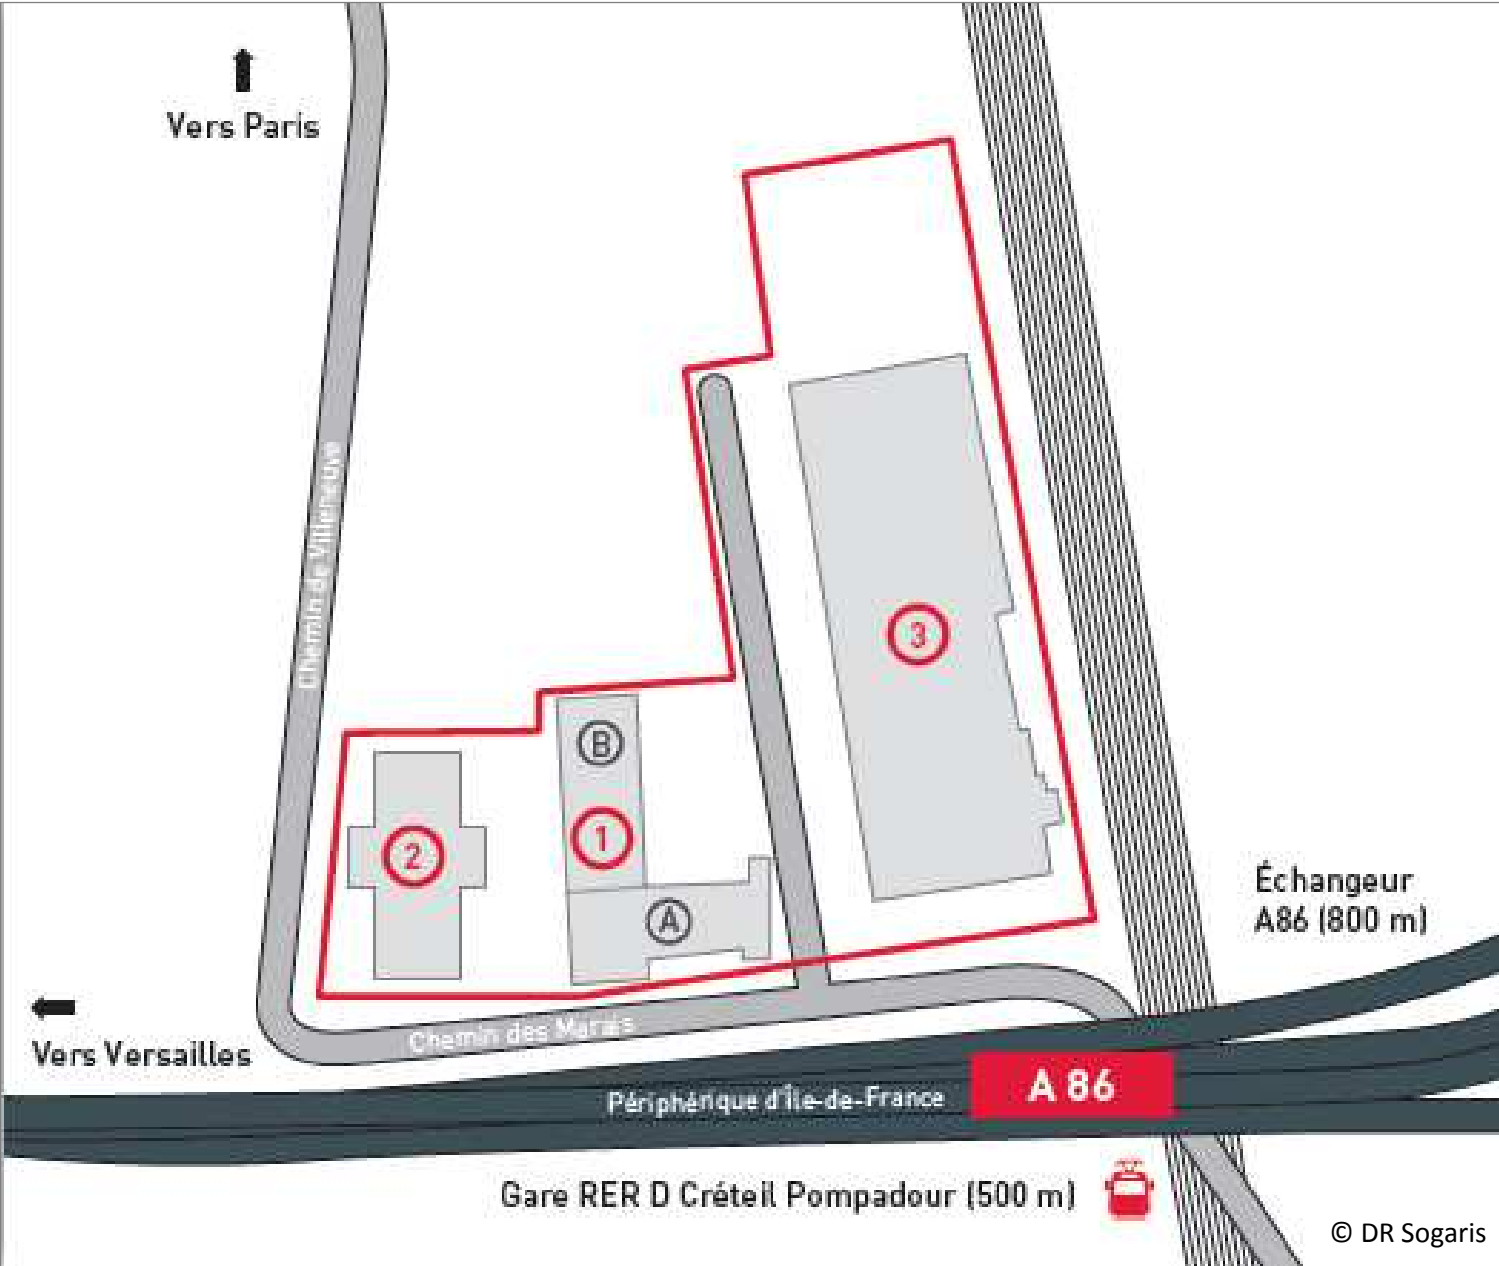 Vers Paris
Chemin de Villeneuve
3
B
1
2
A
Échangeur
A86 (800 m)
Vers Versailles
Chemin des Marais
Périphérique d'Île-de-France
A 86
Gare RER D Créteil Pompadour (500 m)
© DR Sogaris